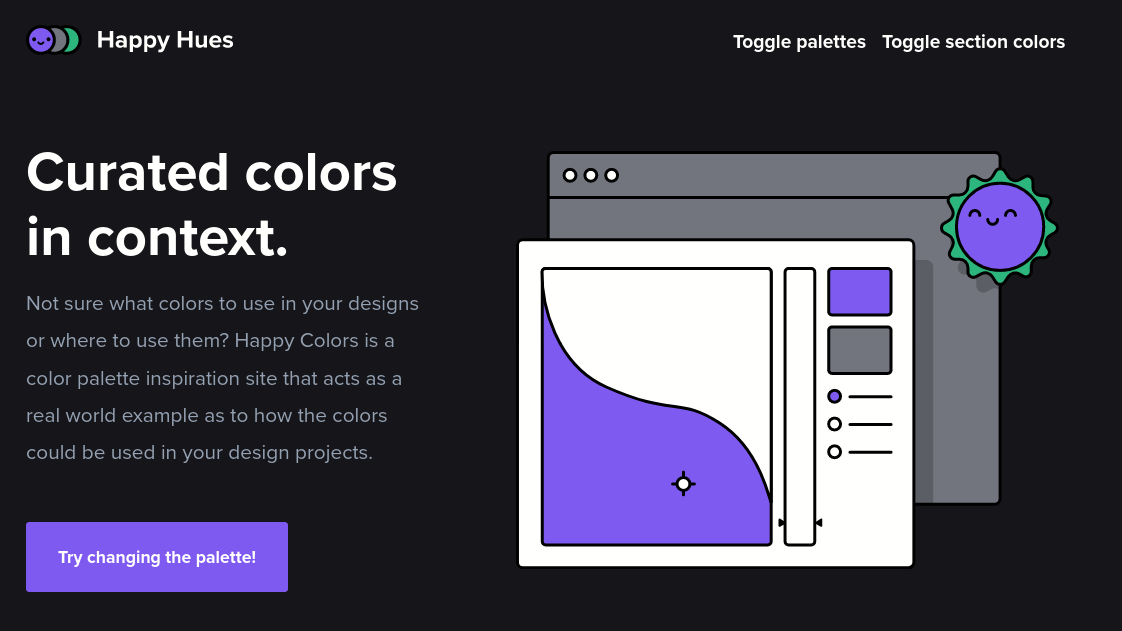 Happy Hues
Toggle palettes
Toggle section colors
Curated colors
in context.
Not sure what colors to use in your designs
or where to use them? Happy Colors is a
color palette inspiration site that acts as a
real world example as to how the colors
could be used in your design projects.
Try changing the palette!